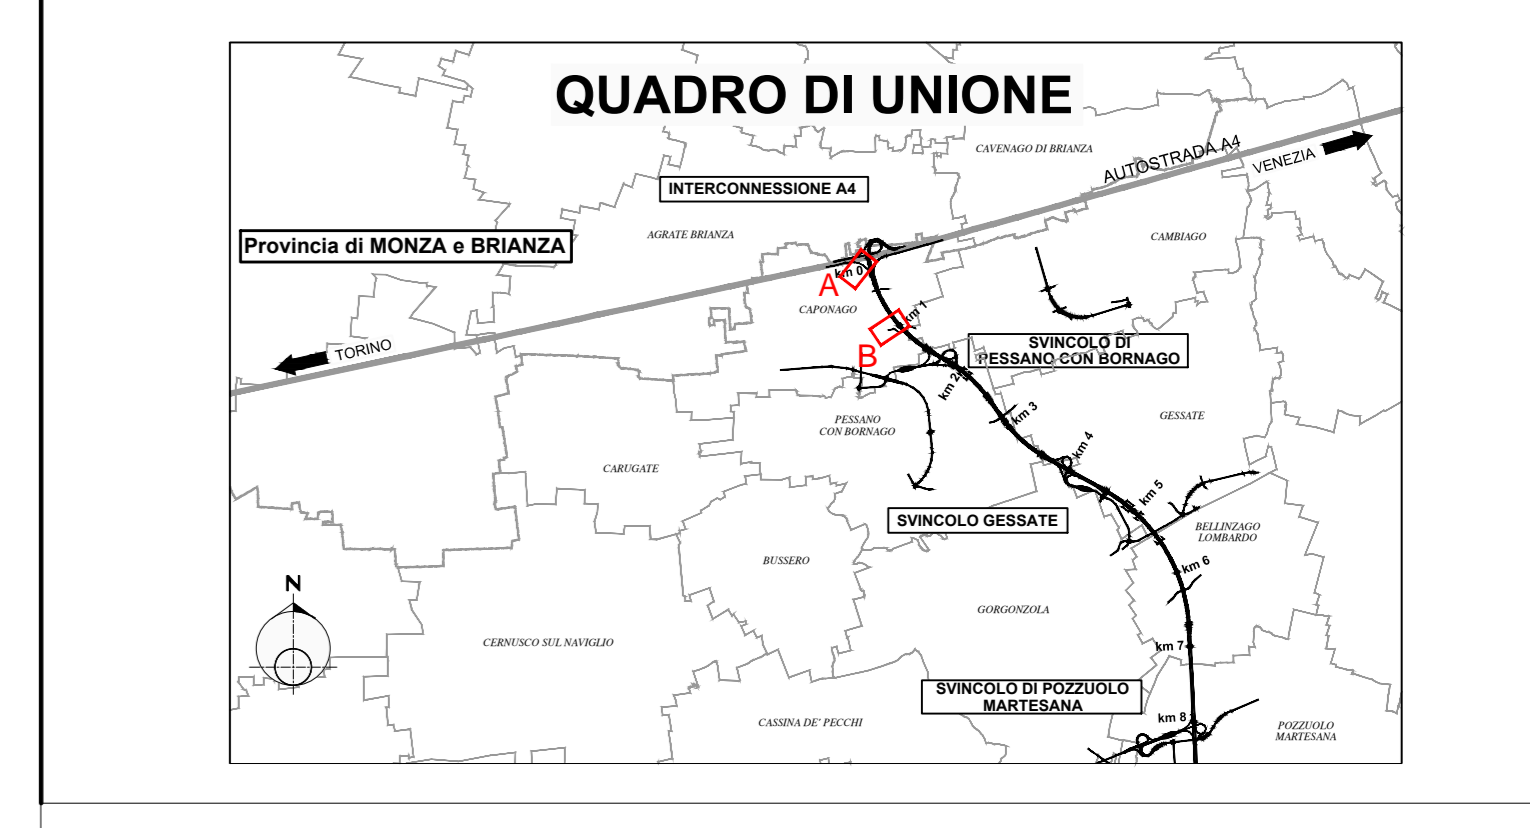 QUADRO DI UNIONE
CAVENAGO DI BRIANZA
AUTOSTRADA A4
VENEZIA
INTERCONNESSIONE A4
AGRATE BRIANZA
CAMBIAGO
Provincia di MONZA e BRIANZA
km 0
A
CAPONAGO
km 1
B
TORINO
SVINCOLO DI
PESSANO CON BORNAGO
km 2
km 3
PESSANO
CON BORNAGO
GESSATE
km 4
CARUGATE
km 5
SVINCOLO GESSATE
BELLINZAGO
LOMBARDO
BUSSERO
km 6
N
GORGONZOLA
CERNUSCO SUL NAVIGLIO
km 7
SVINCOLO DI POZZUOLO
MARTESANA
km 8
CASSINA DE' PECCHI
POZZUOLO
MARTESANA